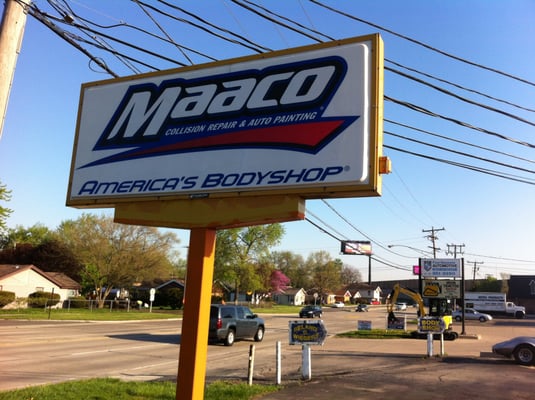 Maaco
COLLISION REPAIR & AUTO PAINTING
AMERICA'S BODYSHOP®